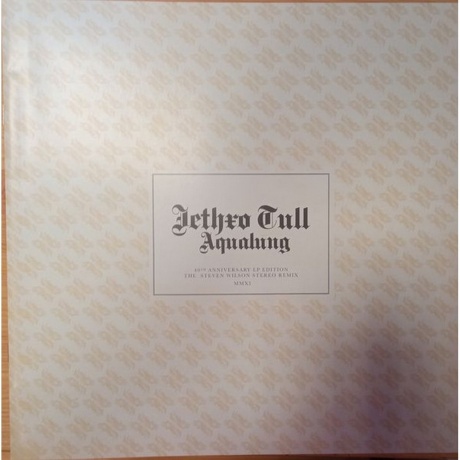 Jethro Tull
Aqualung
40TH ANNIVERSARY LP EDITION
THE STEVEN WILSON STEREO REMIX
MMXI